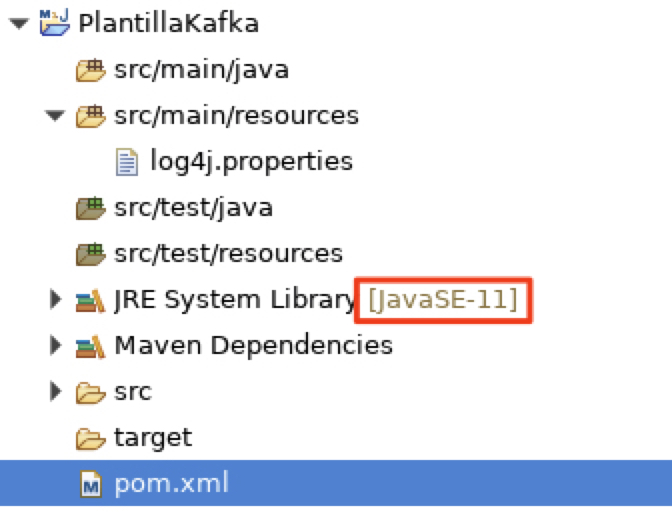 PlantillaKafka
src/main/java
src/main/resources
log4j.properties
src/test/java
src/test/resources
JRE System Library [JavaSE-11]
Maven Dependencies
src
target
pom.xml